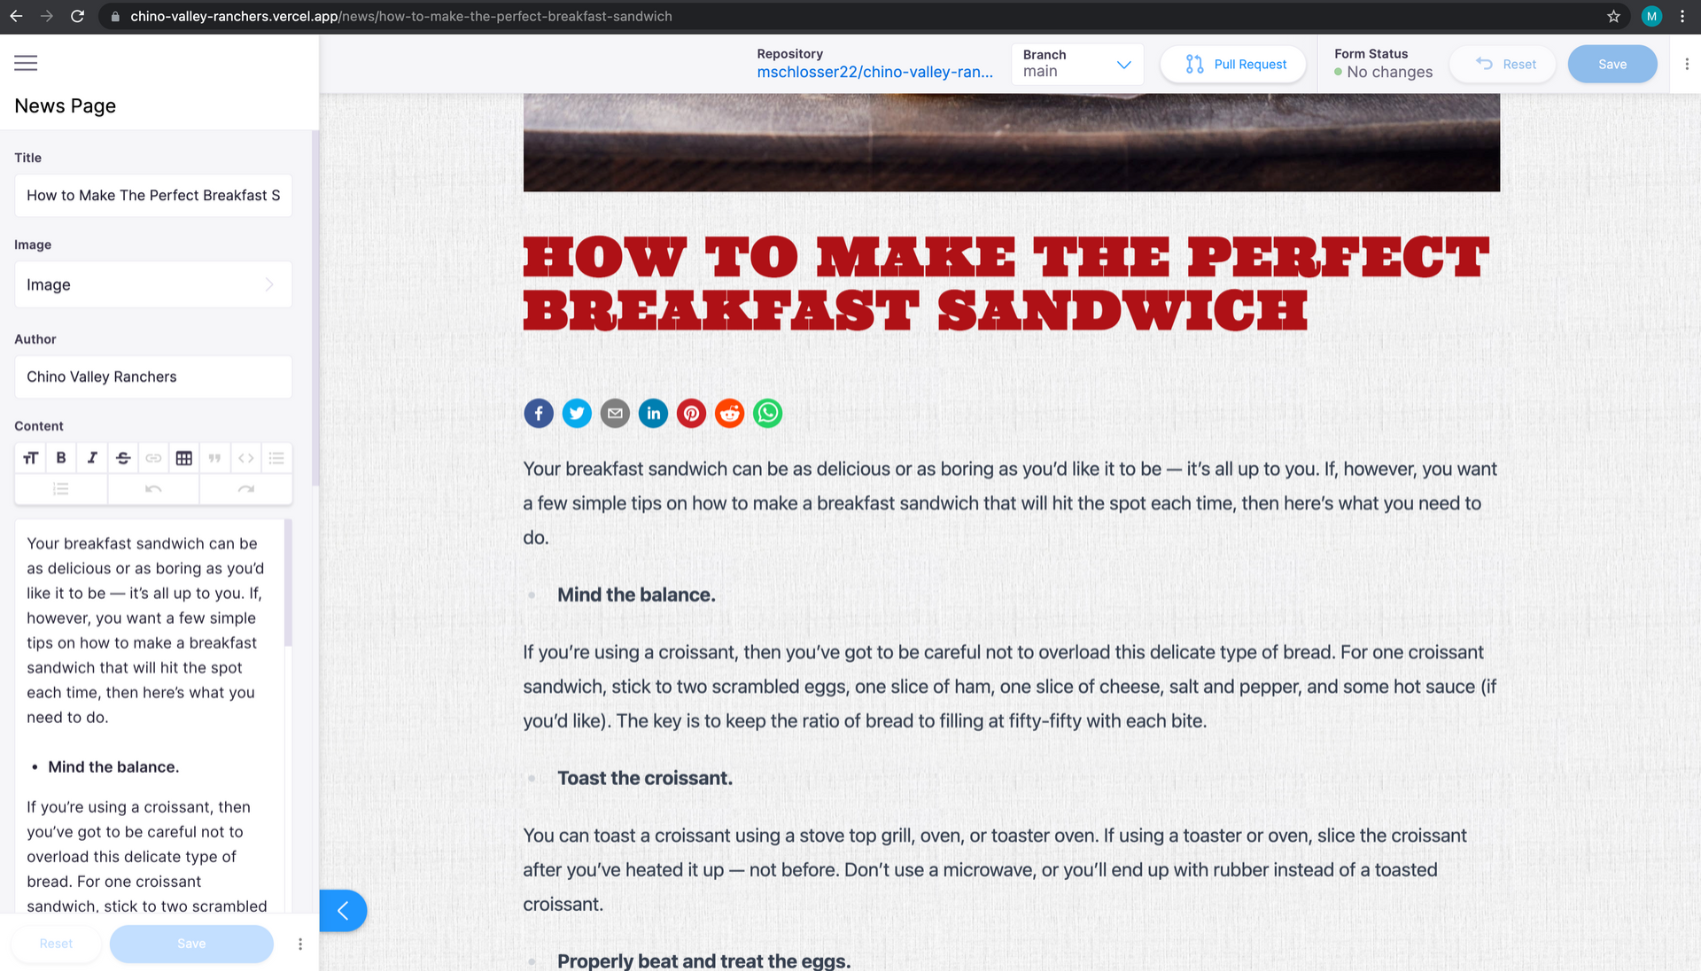 chino-valley-ranchers.vercel.app/news/how-to-make-the-perfect-breakfast-sandwich
M
News Page
Title
How to Make The Perfect Breakfast S
Image
Image
Author
Chino Valley Ranchers
Content
Your breakfast sandwich can be
as delicious or as boring as you’d
like it to be — it’s all up to you. If,
however, you want a few simple
tips on how to make a breakfast
sandwich that will hit the spot
each time, then here’s what you
need to do.
• Mind the balance.
If you’re using a croissant, then
you’ve got to be careful not to
overload this delicate type of
bread. For one croissant
sandwich, stick to two scrambled
Reset
Save
Repository
mschlosser22/chino-valley-ran...
Branch
main
Pull Request
Form Status
No changes
Reset
Save
HOW TO MAKE THE PERFECT
BREAKFAST SANDWICH
Your breakfast sandwich can be as delicious or as boring as you’d like it to be — it’s all up to you. If, however, you want
a few simple tips on how to make a breakfast sandwich that will hit the spot each time, then here’s what you need to
do.
• Mind the balance.
If you’re using a croissant, then you’ve got to be careful not to overload this delicate type of bread. For one croissant
sandwich, stick to two scrambled eggs, one slice of ham, one slice of cheese, salt and pepper, and some hot sauce (if
you’d like). The key is to keep the ratio of bread to filling at fifty-fifty with each bite.
• Toast the croissant.
You can toast a croissant using a stove top grill, oven, or toaster oven. If using a toaster or oven, slice the croissant
after you’ve heated it up — not before. Don’t use a microwave, or you’ll end up with rubber instead of a toasted
croissant.
• Properly beat and treat the eggs.